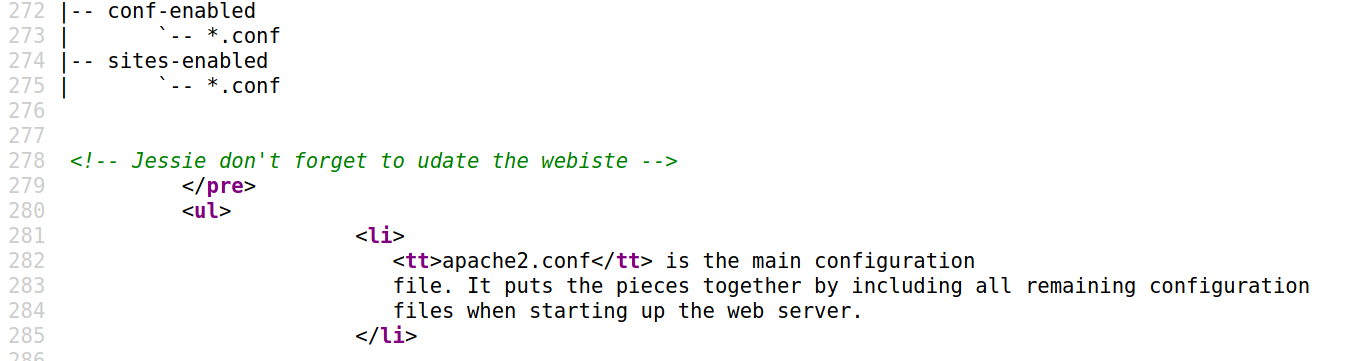 272 |-- conf-enabled
273 |       `-- *.conf
274 |-- sites-enabled
275 |       `-- *.conf
276
277
278  <!-- Jessie don't forget to udate the webiste -->
279           </pre>
280           <ul>
281                         <li>
282                            <tt>apache2.conf</tt> is the main configuration
283                            file. It puts the pieces together by including all remaining configuration
284                            files when starting up the web server.
285                         </li>
286